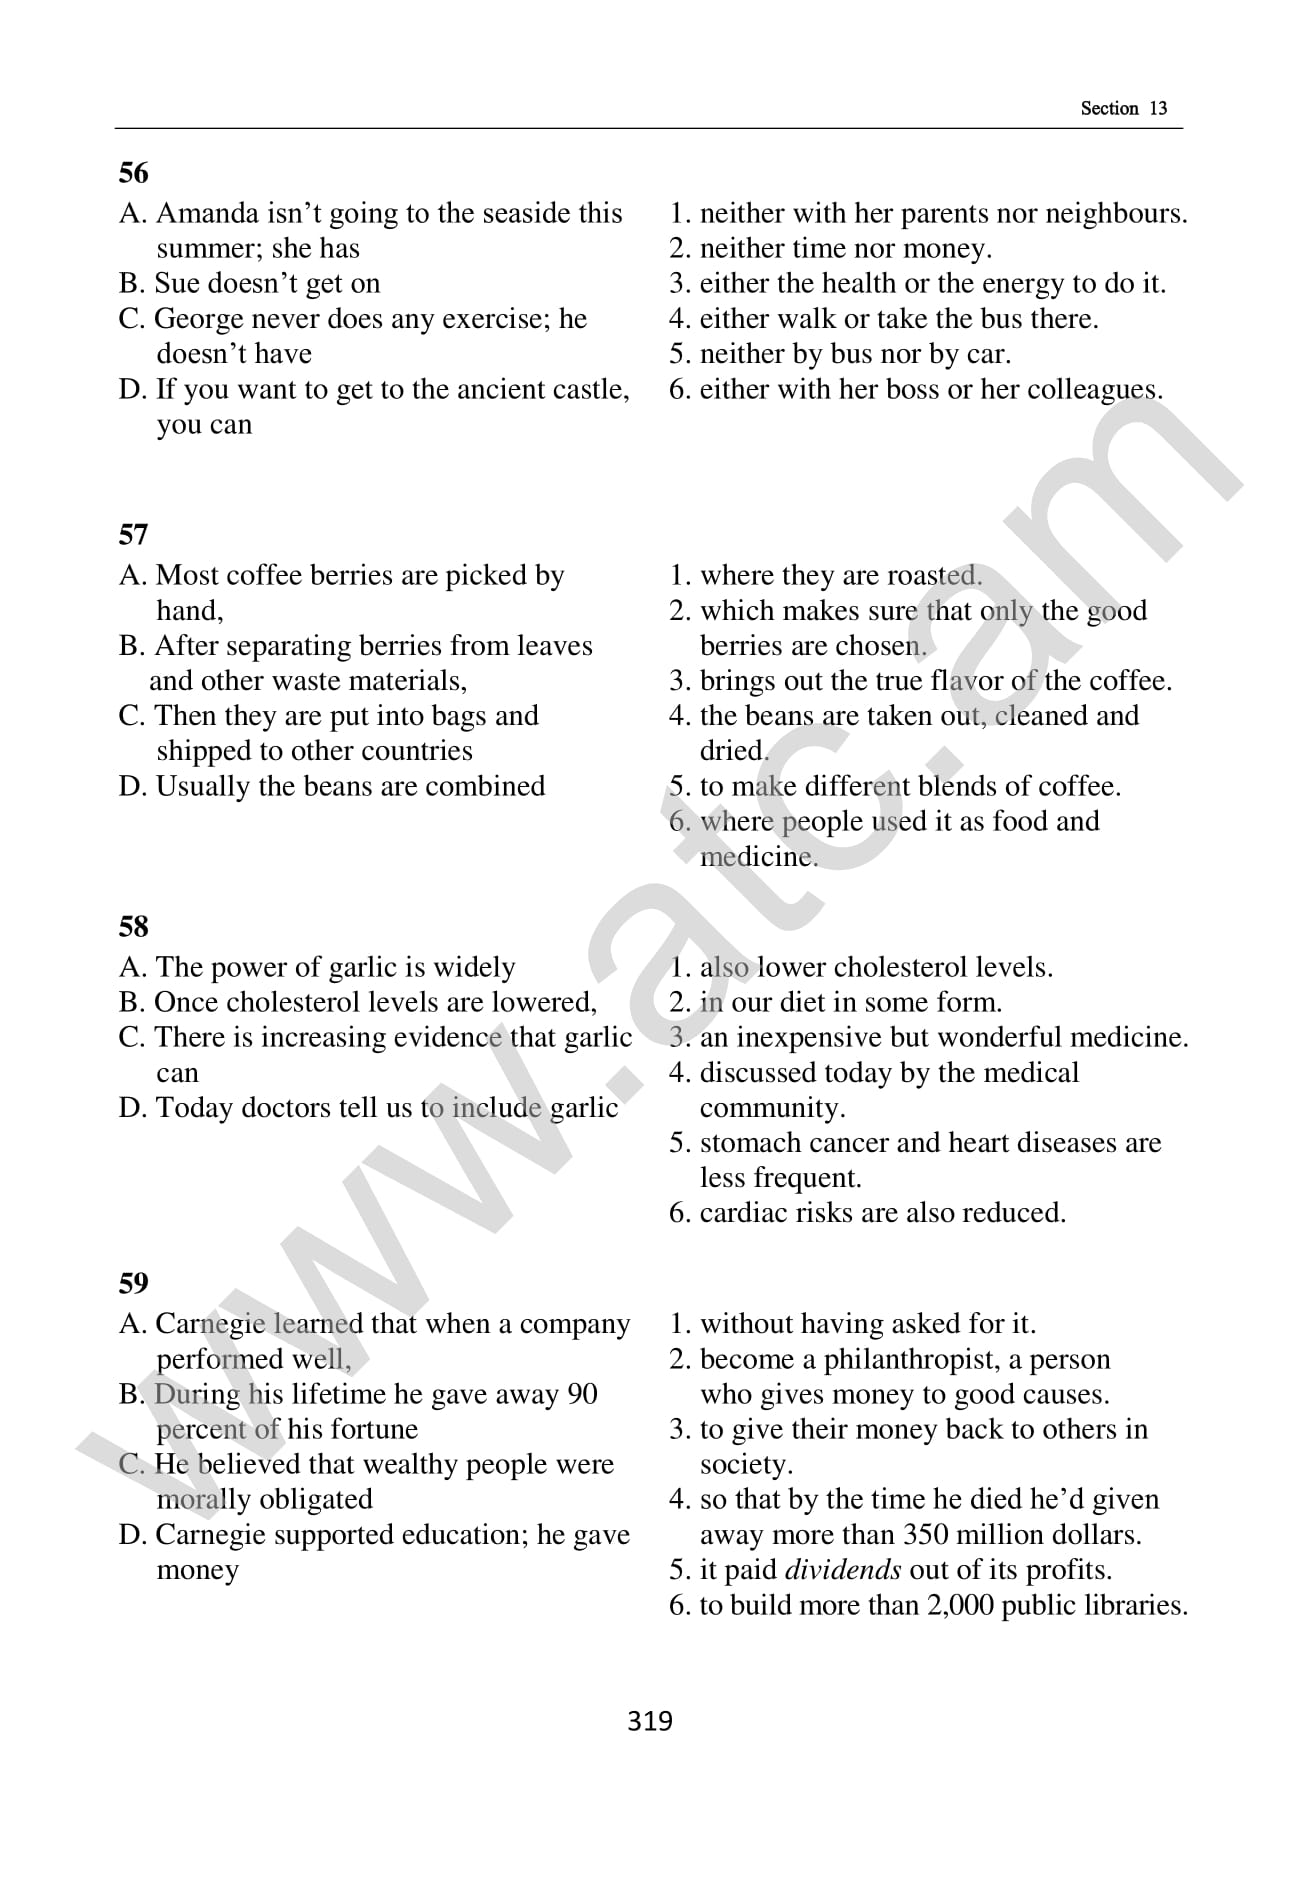 Section 13
56
A. Amanda isn’t going to the seaside this
summer; she has
B. Sue doesn’t get on
C. George never does any exercise; he
doesn’t have
D. If you want to get to the ancient castle,
you can
1. neither with her parents nor neighbours.
2. neither time nor money.
3. either the health or the energy to do it.
4. either walk or take the bus there.
5. neither by bus nor by car.
6. either with her boss or her colleagues.
57
A. Most coffee berries are picked by
hand,
B. After separating berries from leaves
and other waste materials,
C. Then they are put into bags and
shipped to other countries
D. Usually the beans are combined
1. where they are roasted.
2. which makes sure that only the good
berries are chosen.
3. brings out the true flavor of the coffee.
4. the beans are taken out, cleaned and
dried.
5. to make different blends of coffee.
6. where people used it as food and
medicine.
58
A. The power of garlic is widely
B. Once cholesterol levels are lowered,
C. There is increasing evidence that garlic
can
D. Today doctors tell us to include garlic
1. also lower cholesterol levels.
2. in our diet in some form.
3. an inexpensive but wonderful medicine.
4. discussed today by the medical
community.
5. stomach cancer and heart diseases are
less frequent.
6. cardiac risks are also reduced.
59
A. Carnegie learned that when a company
performed well,
B. During his lifetime he gave away 90
percent of his fortune
C. He believed that wealthy people were
morally obligated
D. Carnegie supported education; he gave
money
1. without having asked for it.
2. become a philanthropist, a person
who gives money to good causes.
3. to give their money back to others in
society.
4. so that by the time he died he’d given
away more than 350 million dollars.
5. it paid dividends out of its profits.
6. to build more than 2,000 public libraries.
319
www.atc.am